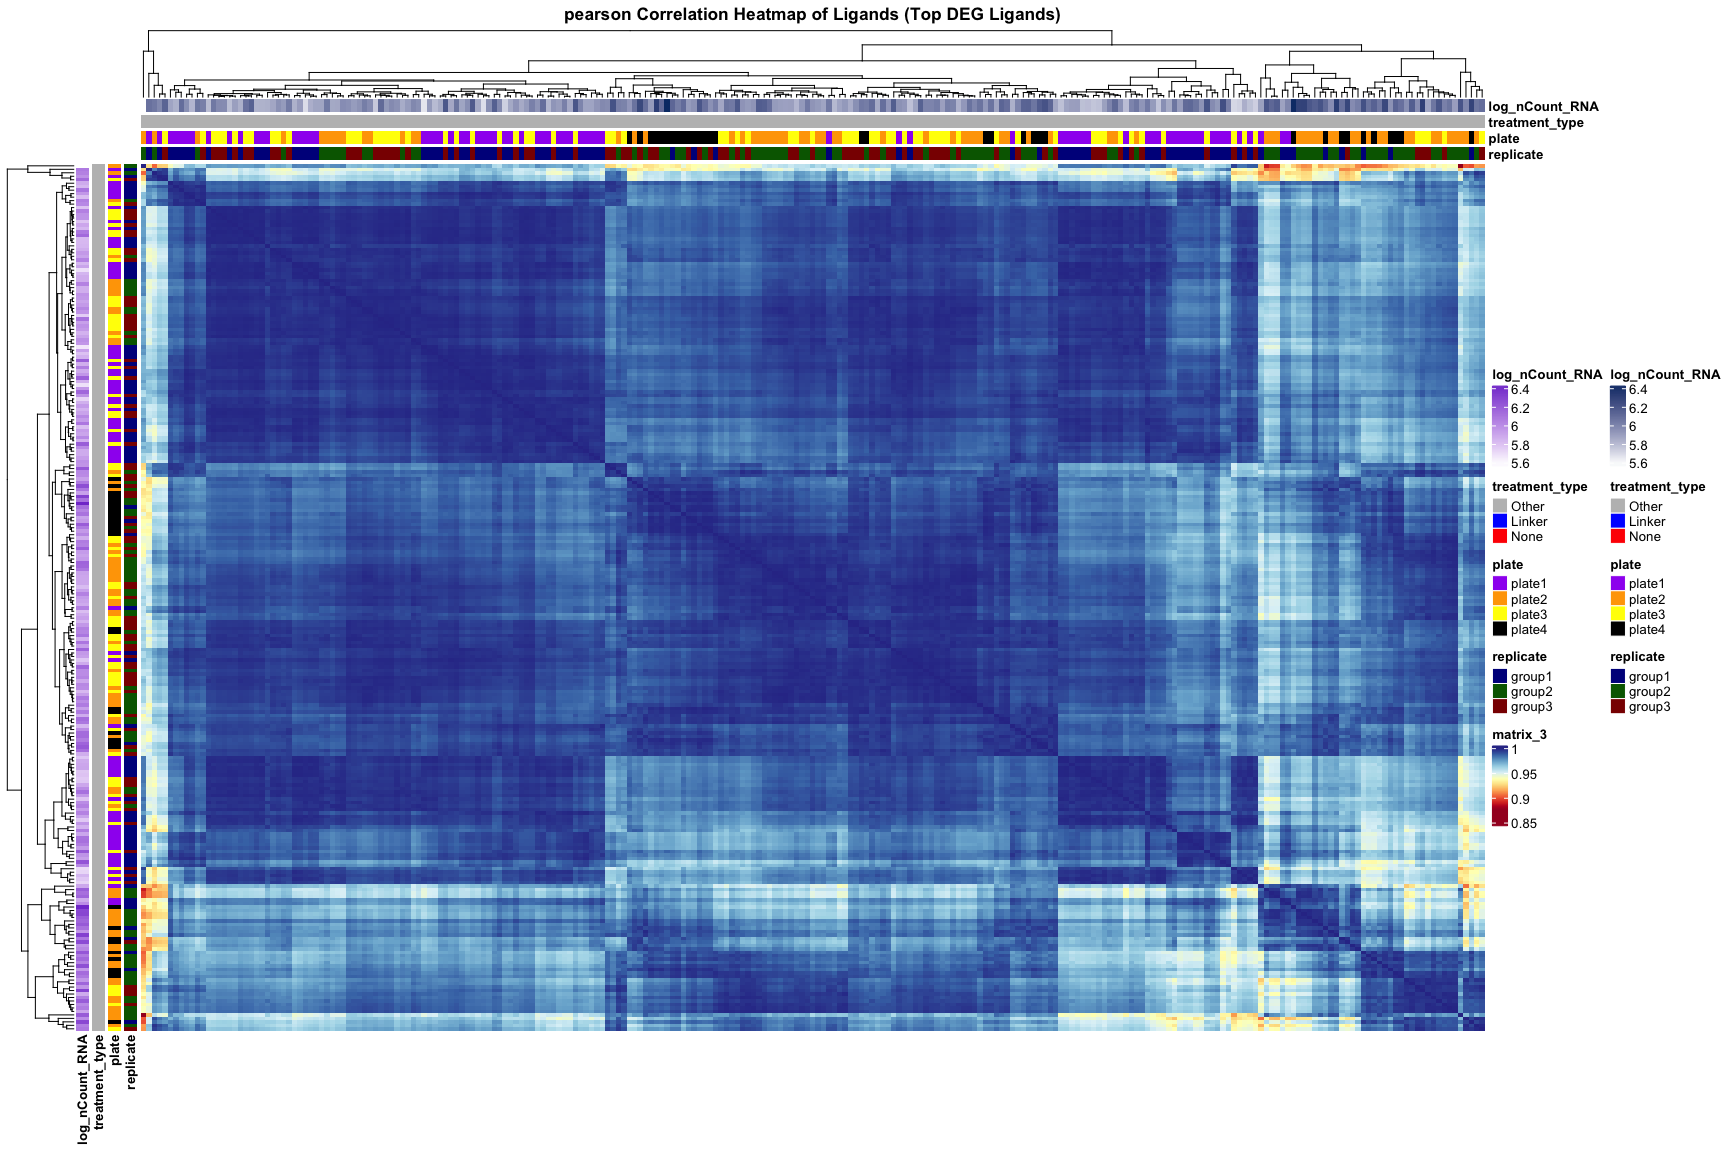 pearson Correlation Heatmap of Ligands (Top DEG Ligands)
log_nCount_RNA
treatment_type
plate
replicate
log_nCount_RNA log_nCount_RNA
6.4 6.4
6.2 6.2
6 6
5.8 5.8
5.6 5.6
treatment_type treatment_type
Other Other
Linker Linker
None None
plate plate
plate1 plate1
plate2 plate2
plate3 plate3
plate4 plate4
replicate replicate
group1 group1
group2 group2
group3 group3
matrix_3
1
0.95
0.9
0.85
log_nCount_RNA
treatment_type
plate
replicate